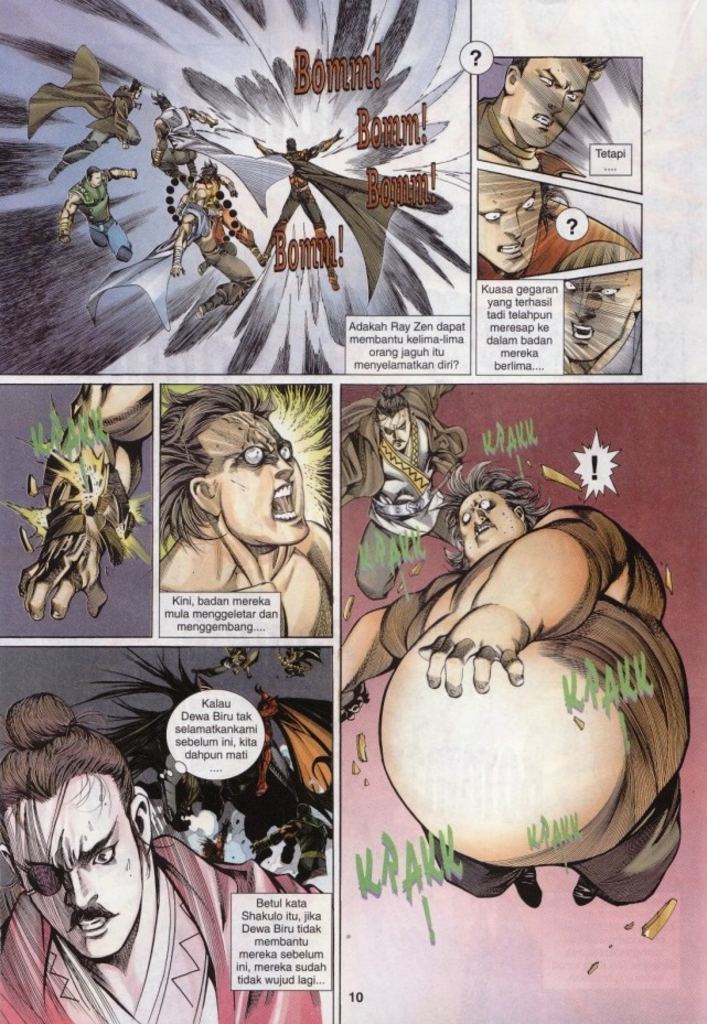 Bomm!
Bomm!
Bomm!
Bomm!
Adakah Ray Zen dapat
membantu kelima-lima
orang jaguh itu
menyelamatkan diri?
?
Tetapi
....
?
!
Kuasa gegaran
yang terhasil
tadi telahpun
meresap ke
dalam badan
mereka
berlima....
KRAKK
!
Kini, badan mereka
mula menggeletar dan
menggembang....
KRAKK
!
!
KRAKK
!
KRAKK
!
KRAKK
!
KRAKK
!
Kalau
Dewa Biru tak
selamatkankami
sebelum ini, kita
dahpun mati
....
Betul kata
Shakulo itu, jika
Dewa Biru tidak
membantu
mereka sebelum
ini, mereka sudah
tidak wujud lagi...
10